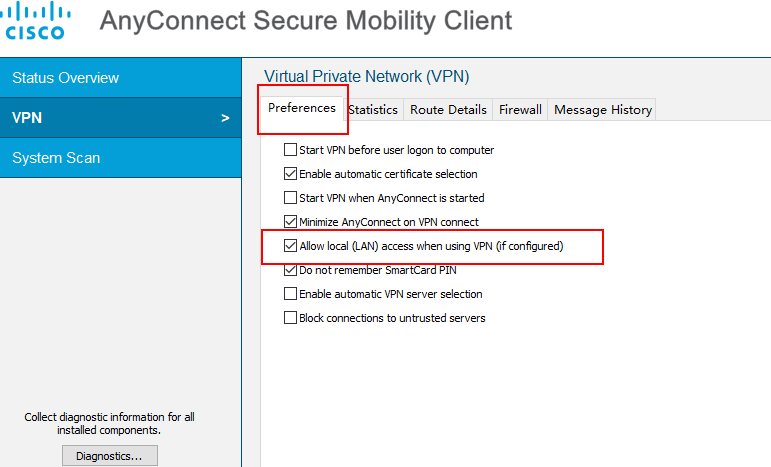 CISCO
AnyConnect Secure Mobility Client
Status Overview
VPN >
System Scan
Collect diagnostic information for all
installed components.
Diagnostics...
Virtual Private Network (VPN)
Preferences Statistics Route Details Firewall Message History
Start VPN before user logon to computer
Enable automatic certificate selection
Start VPN when AnyConnect is started
Minimize AnyConnect on VPN connect
Allow local (LAN) access when using VPN (if configured)
Do not remember SmartCard PIN
Enable automatic VPN server selection
Block connections to untrusted servers